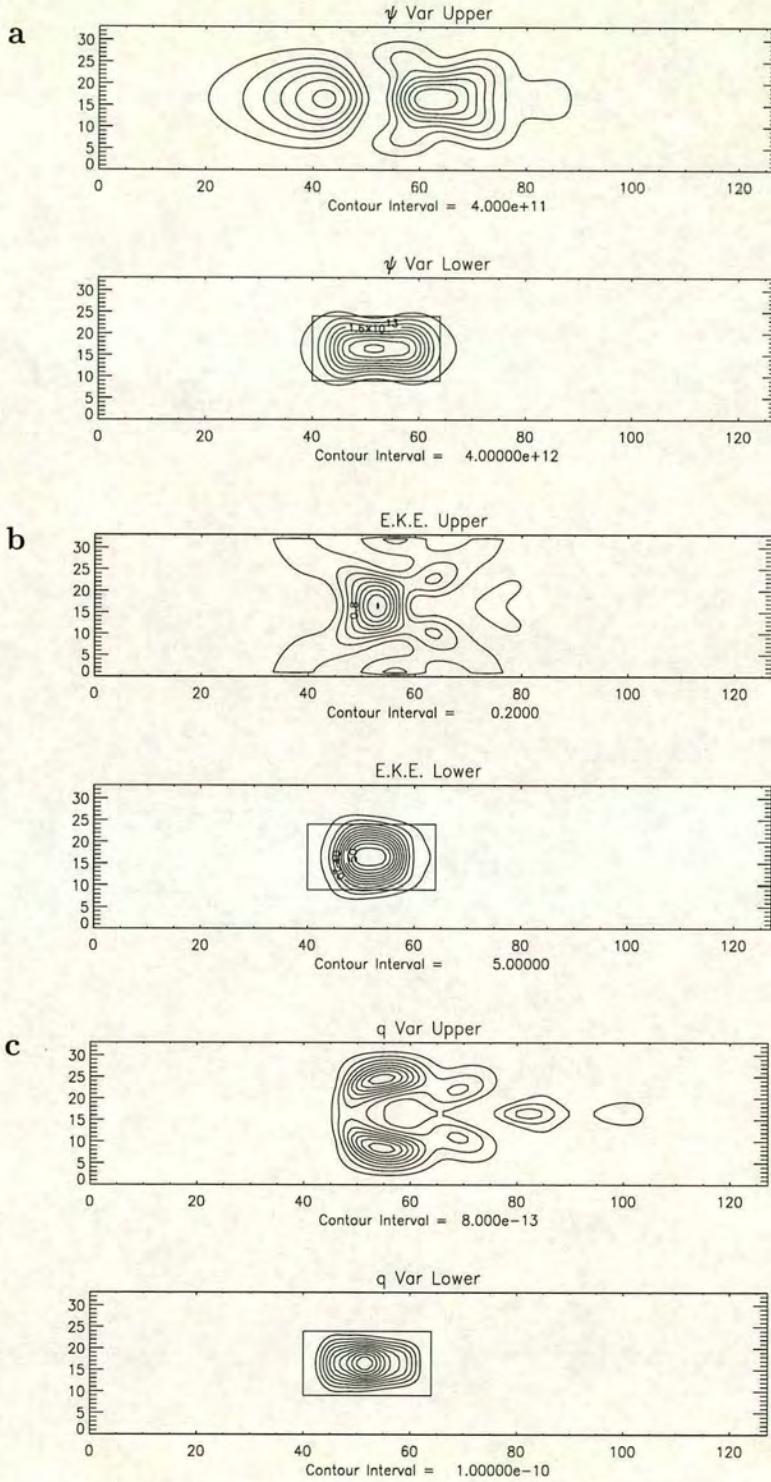 a
ψ Var Upper
30
25
20
15
10
5
0
0 20 40 60 80 100 120
Contour Interval = 4.000e+11
ψ Var Lower
30
25
20
15
10
5
0
1.6×10^13
0 20 40 60 80 100 120
Contour Interval = 4.00000e+12
b
E.K.E. Upper
30
25
20
15
10
5
0
0 20 40 60 80 100 120
Contour Interval = 0.2000
E.K.E. Lower
30
25
20
15
10
5
0
0 20 40 60 80 100 120
Contour Interval = 5.00000
c
q Var Upper
30
25
20
15
10
5
0
0 20 40 60 80 100 120
Contour Interval = 8.000e−13
q Var Lower
30
25
20
15
10
5
0
0 20 40 60 80 100 120
Contour Interval = 1.00000e−10